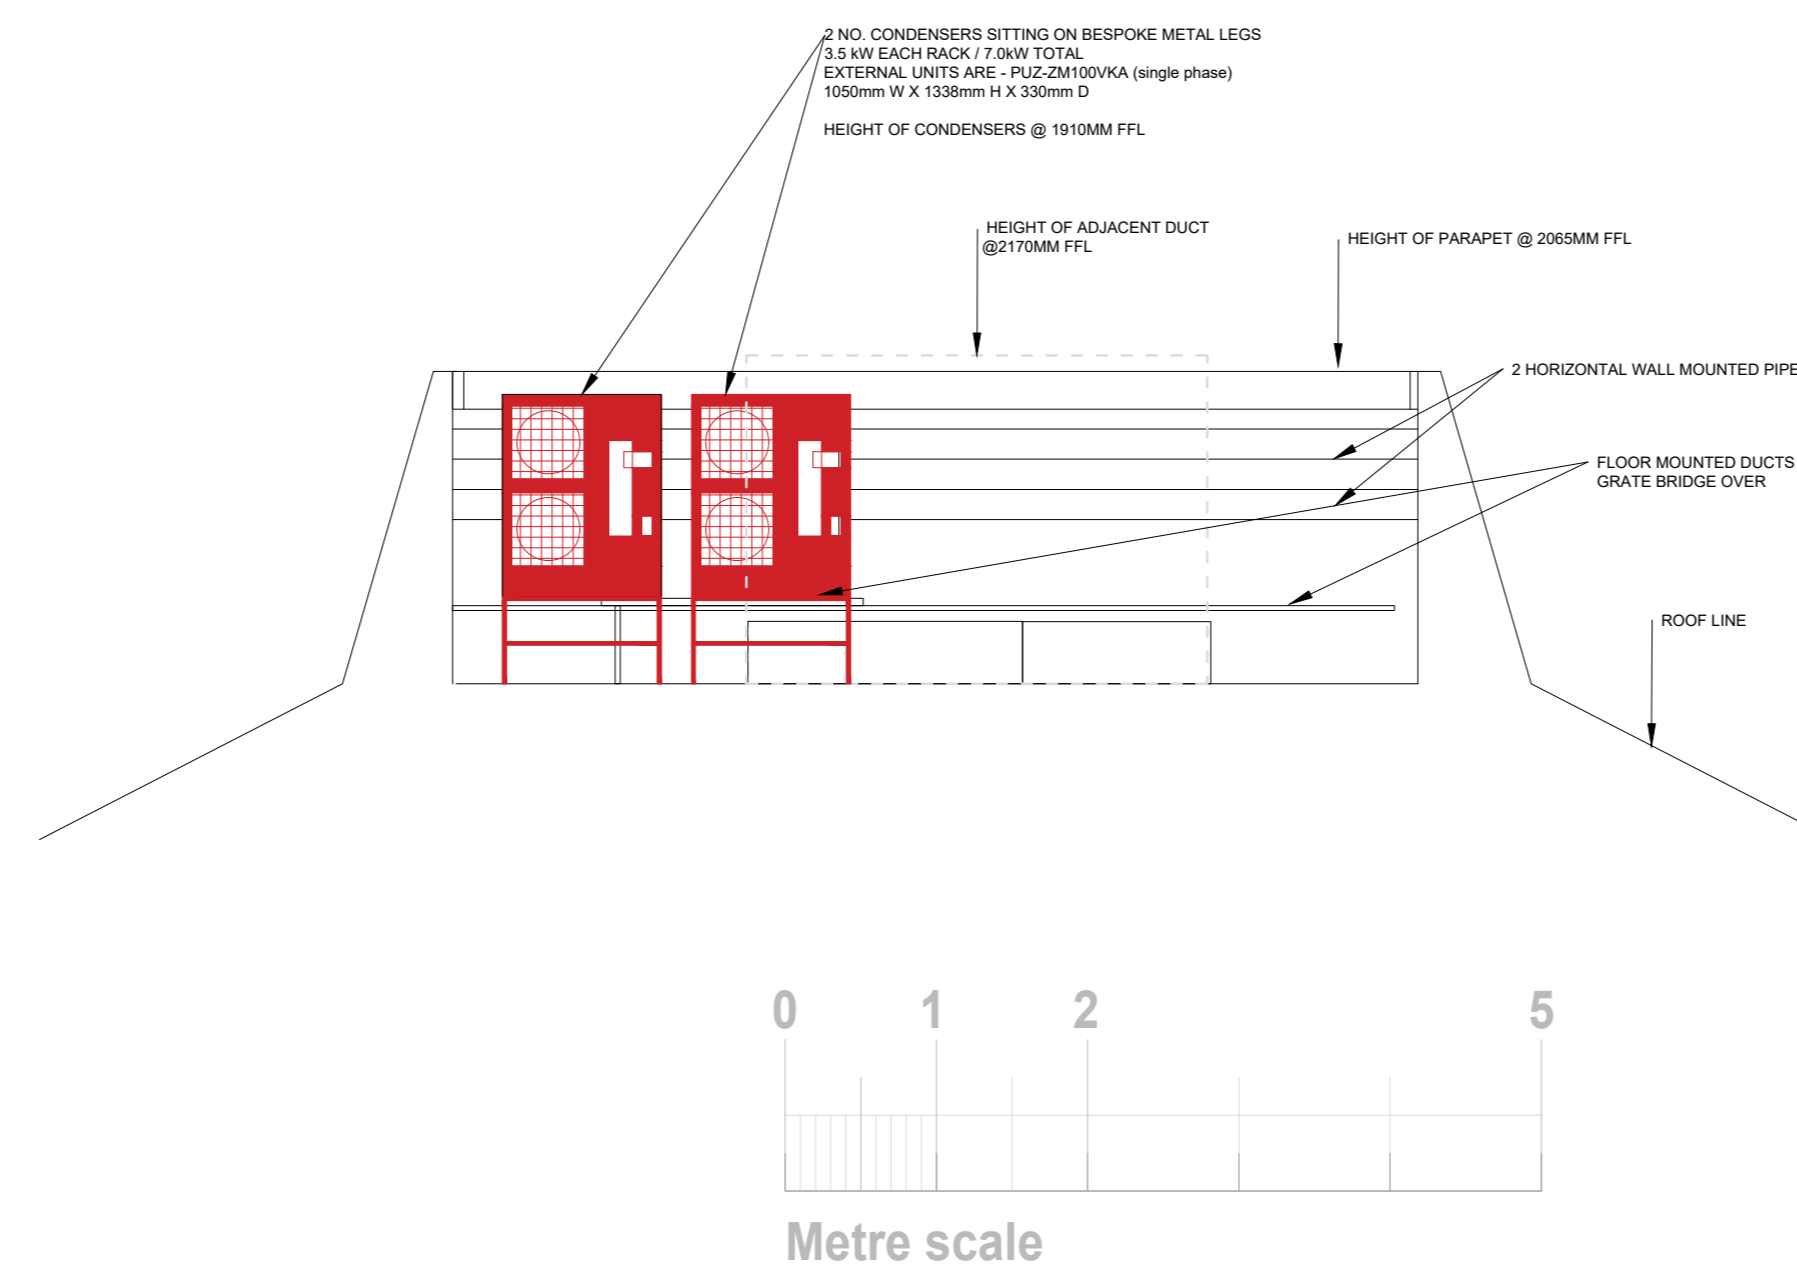 2 NO. CONDENSERS SITTING ON BESPOKE METAL LEGS
3.5 kW EACH RACK / 7.0kW TOTAL
EXTERNAL UNITS ARE - PUZ-ZM100VKA (single phase)
1050mm W X 1338mm H X 330mm D
HEIGHT OF CONDENSERS @ 1910MM FFL
HEIGHT OF ADJACENT DUCT
@2170MM FFL
HEIGHT OF PARAPET @ 2065MM FFL
2 HORIZONTAL WALL MOUNTED PIPE
FLOOR MOUNTED DUCTS
GRATE BRIDGE OVER
ROOF LINE
0 1 2 5
Metre scale